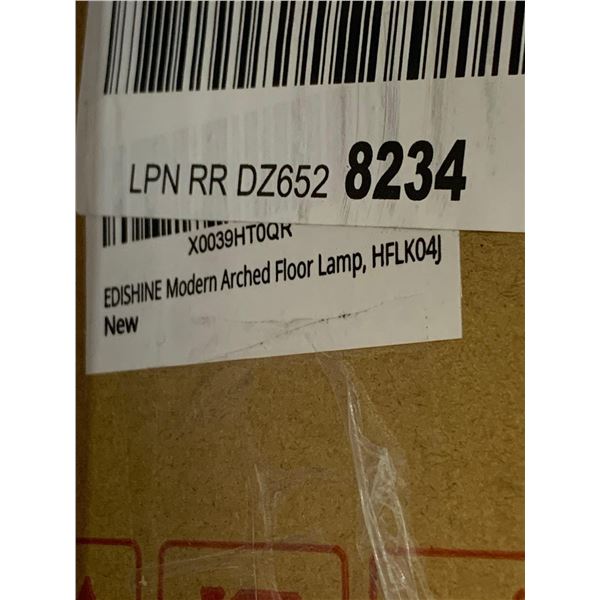 LPN RR DZ652 8234
X0039HT0QR
EDISHINE Modern Arched Floor Lamp, HFLK04J
New